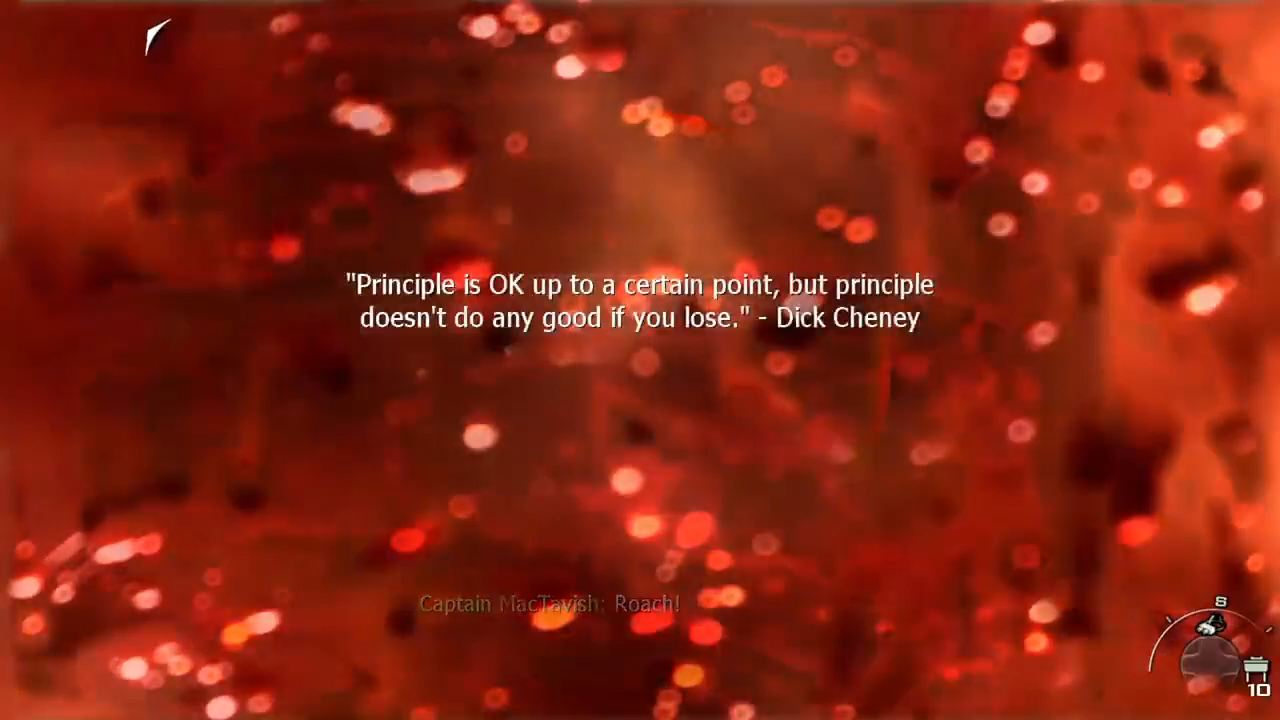 "Principle is OK up to a certain point, but principle
doesn't do any good if you lose." - Dick Cheney
Captain MacTavish: Roach!
S
10